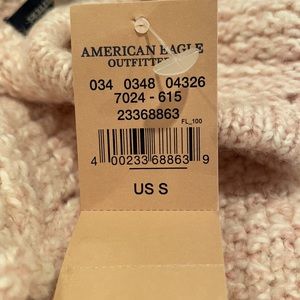 AMERICAN EAGLE
OUTFITTERS
034 0348 04326
7024 - 615
23368863
FL_100
4 00233 68863 9
US S